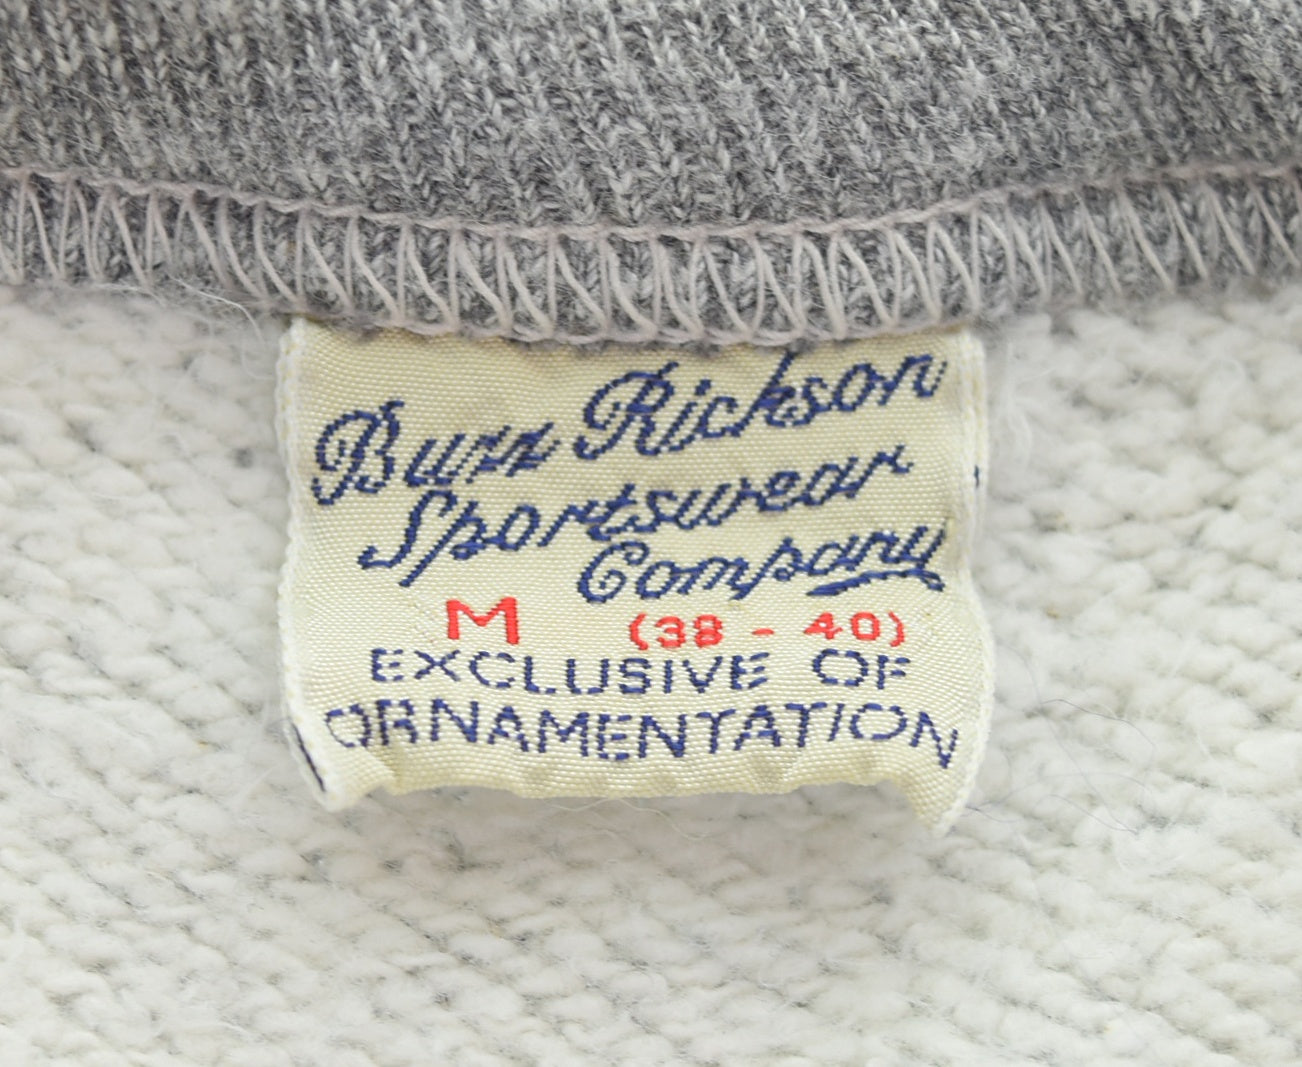 Buzz Rickson
Sportswear
Company
M (38 - 40)
EXCLUSIVE OF
ORNAMENTATION